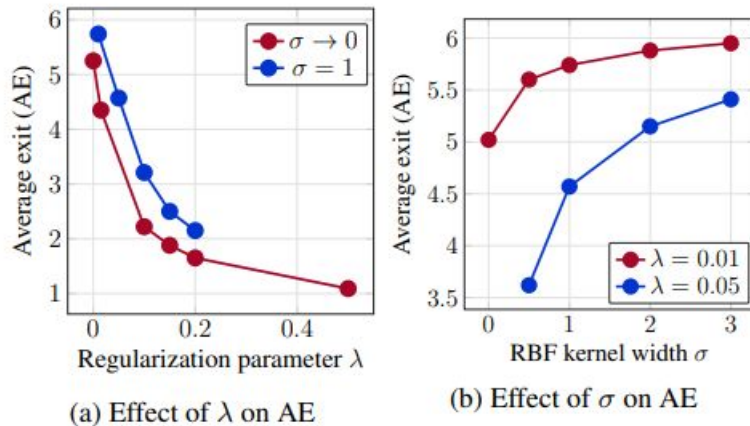 6
5
4
3
2
1
0
0.2
0.4
Average exit (AE)
Regularization parameter λ
σ → 0
σ = 1
(a) Effect of λ on AE
6
5.5
5
4.5
4
3.5
0
1
2
3
Average exit (AE)
RBF kernel width σ
λ = 0.01
λ = 0.05
(b) Effect of σ on AE